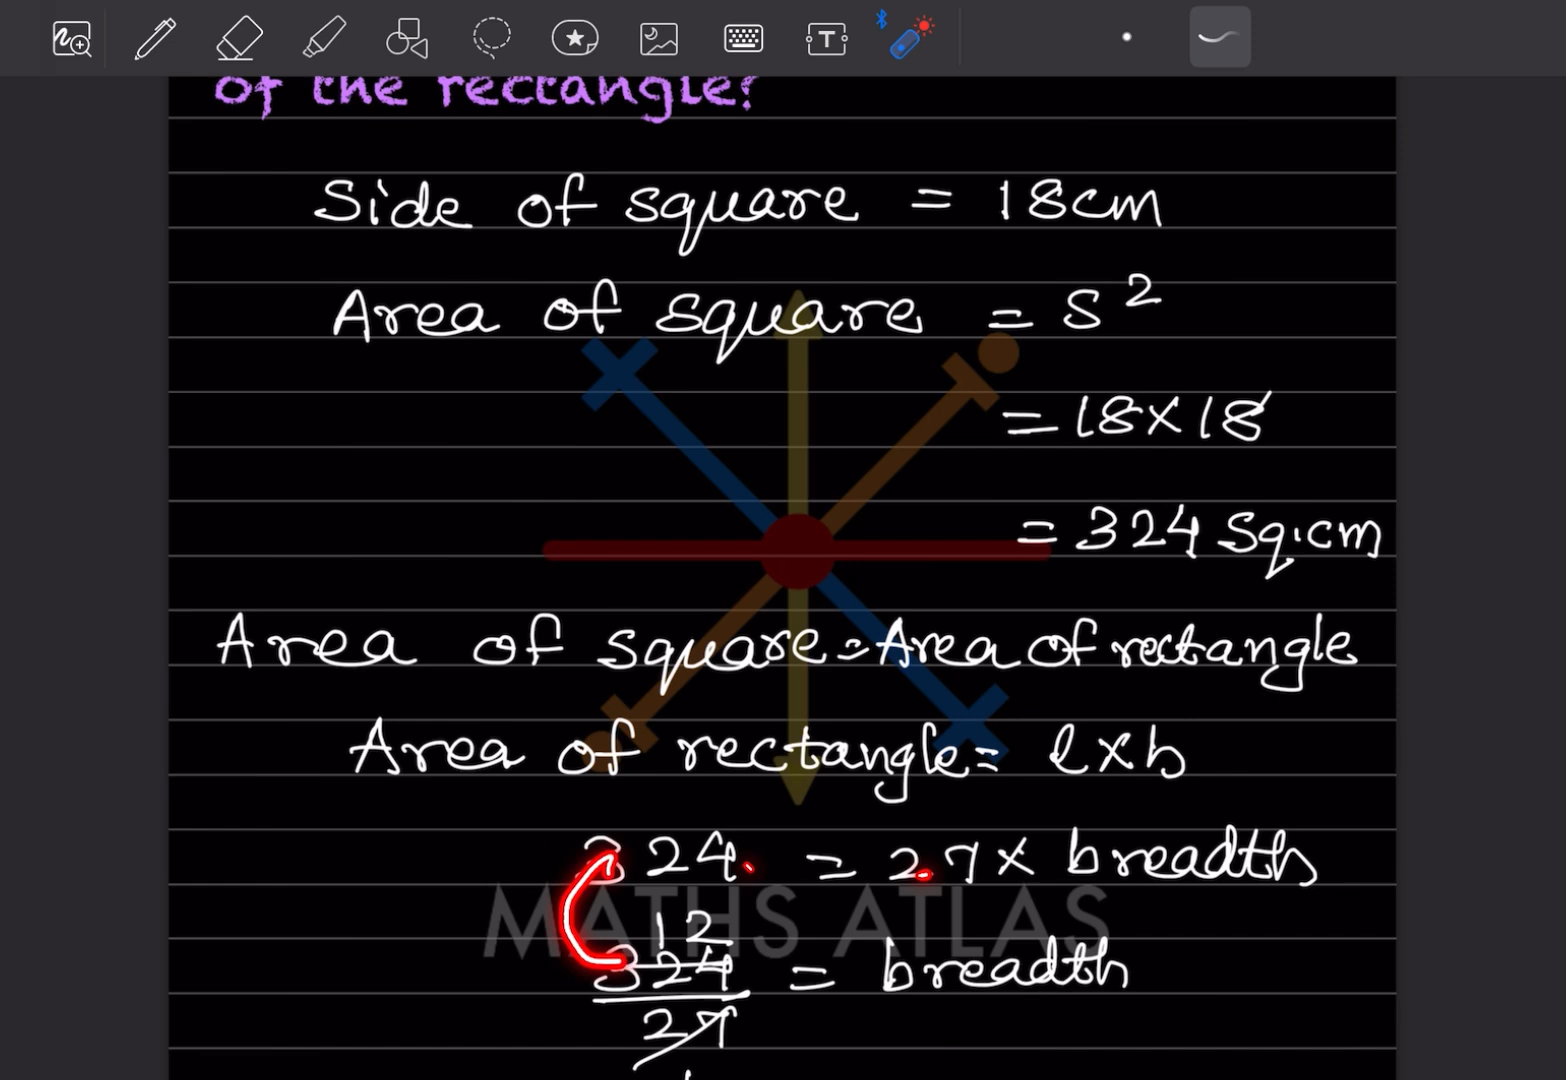 of the rectangle?
Side of square = 18cm
Area of square = S²
= 18×18
= 324 Sq.cm
Area of square = Area of rectangle
Area of rectangle = l×b
324 = 27× breadth
MATHS ATLAS
12
324 = breadth
27